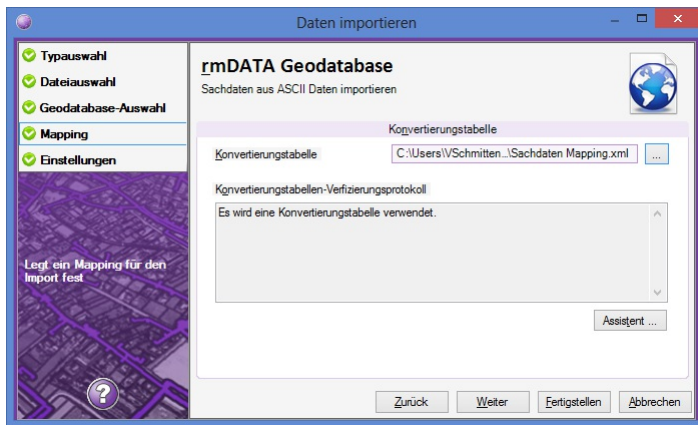 Daten importieren
Typauswahl
Dateiauswahl
Geodatabase-Auswahl
Mapping
Einstellungen
Legt ein Mapping für den
Import fest
?
rmDATA Geodatabase
Sachdaten aus ASCII Daten importieren
Konvertierungstabelle
Konvertierungstabelle
C:\Users\VSchmitten...\Sachdaten Mapping.xml
...
Konvertierungstabellen-Verfizierungsprotokoll
Es wird eine Konvertierungstabelle verwendet.
Assistent ...
Zurück
Weiter
Fertigstellen
Abbrechen